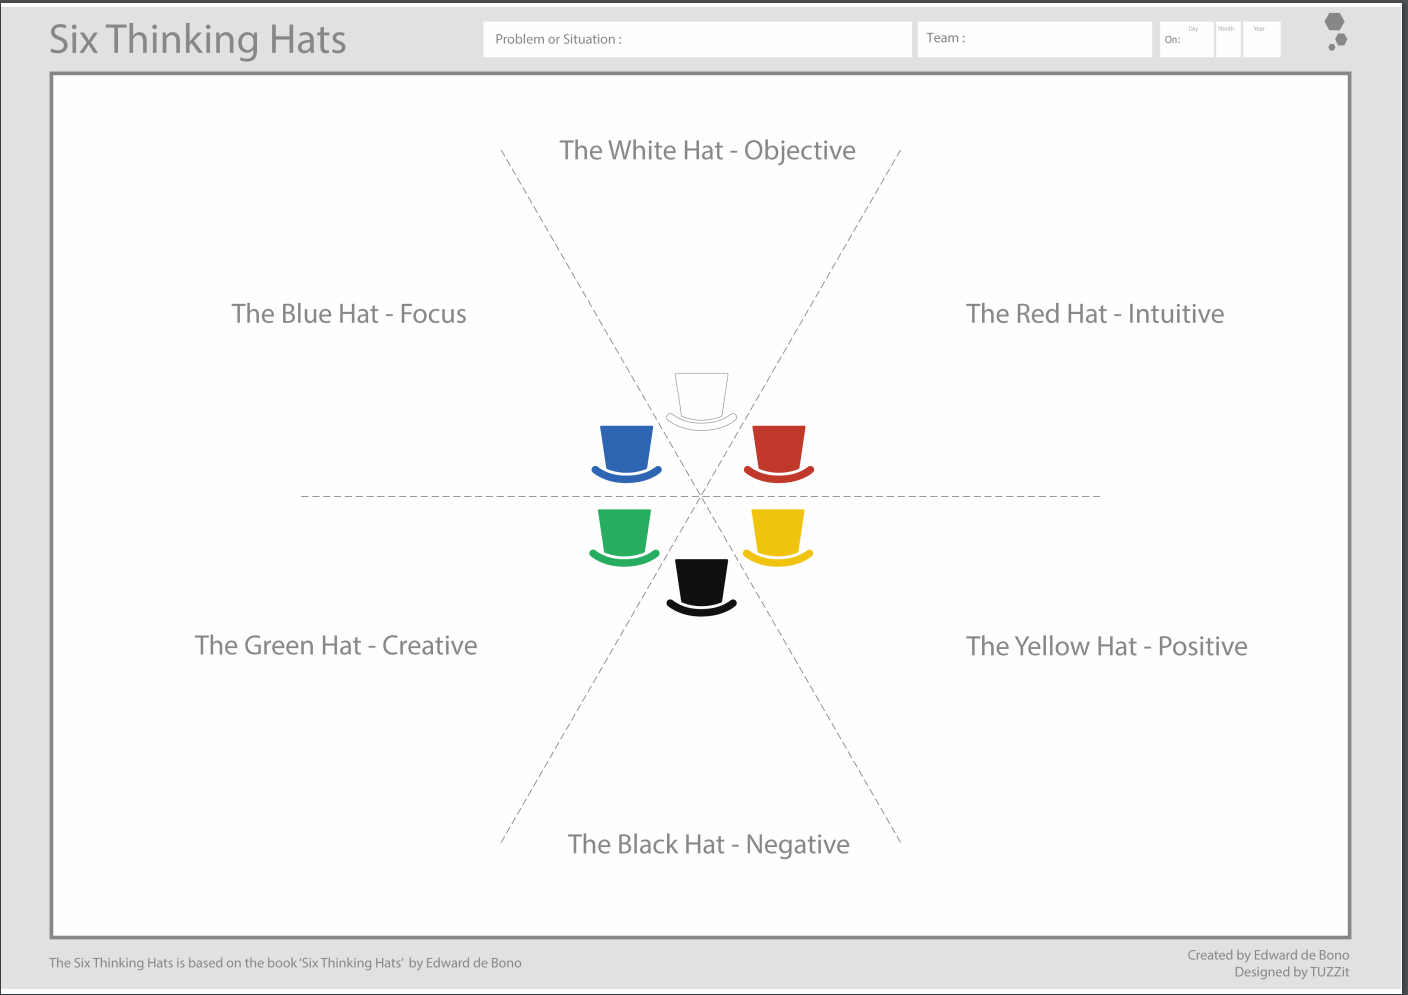 Six Thinking Hats
Problem or Situation :
Team :
On:
Day
Month
Year
The White Hat - Objective
The Blue Hat - Focus
The Red Hat - Intuitive
The Green Hat - Creative
The Yellow Hat - Positive
The Black Hat - Negative
The Six Thinking Hats is based on the book 'Six Thinking Hats' by Edward de Bono
Created by Edward de Bono
Designed by TUZZit